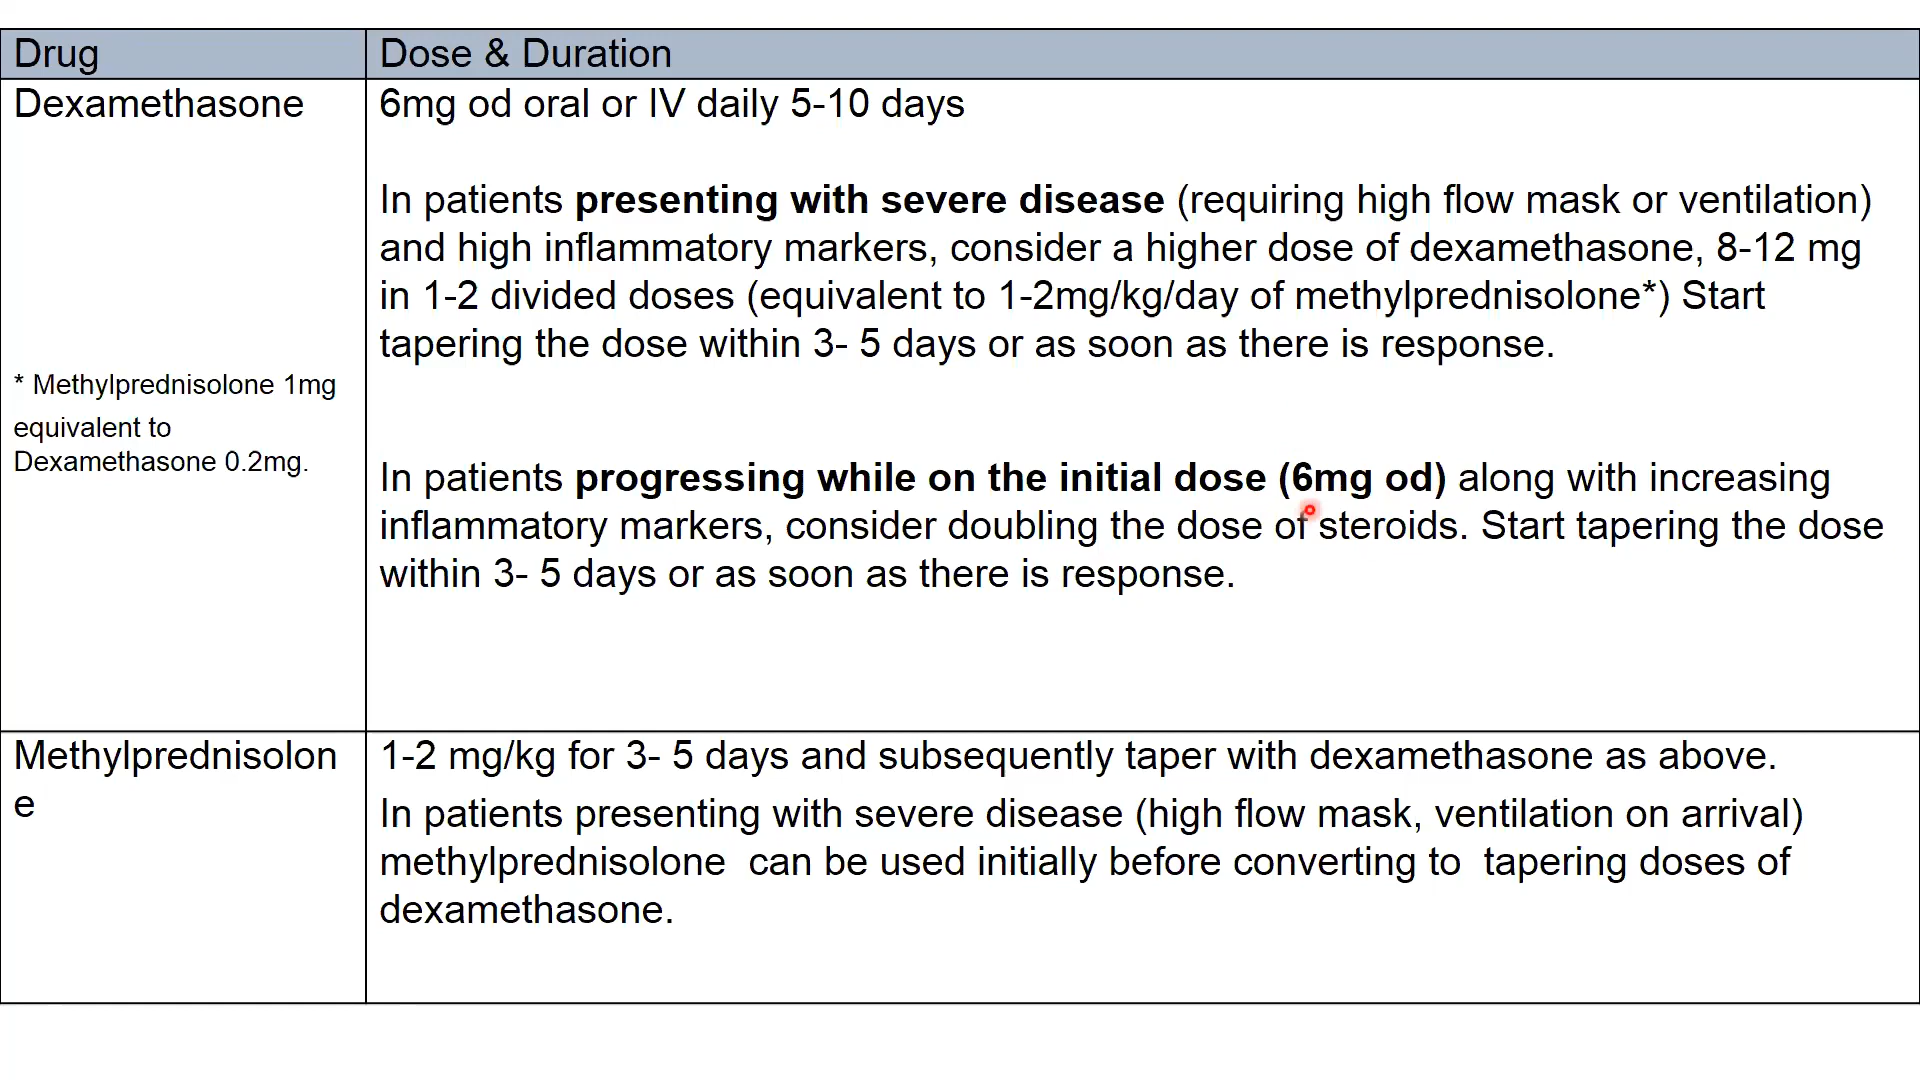 Drug
Dose & Duration
Dexamethasone
6mg od oral or IV daily 5-10 days
In patients presenting with severe disease (requiring high flow mask or ventilation)
and high inflammatory markers, consider a higher dose of dexamethasone, 8-12 mg
in 1-2 divided doses (equivalent to 1-2mg/kg/day of methylprednisolone*) Start
tapering the dose within 3- 5 days or as soon as there is response.
* Methylprednisolone 1mg
equivalent to
Dexamethasone 0.2mg.
In patients progressing while on the initial dose (6mg od) along with increasing
inflammatory markers, consider doubling the dose of steroids. Start tapering the dose
within 3- 5 days or as soon as there is response.
Methylprednisolon
e
1-2 mg/kg for 3- 5 days and subsequently taper with dexamethasone as above.
In patients presenting with severe disease (high flow mask, ventilation on arrival)
methylprednisolone  can be used initially before converting to  tapering doses of
dexamethasone.